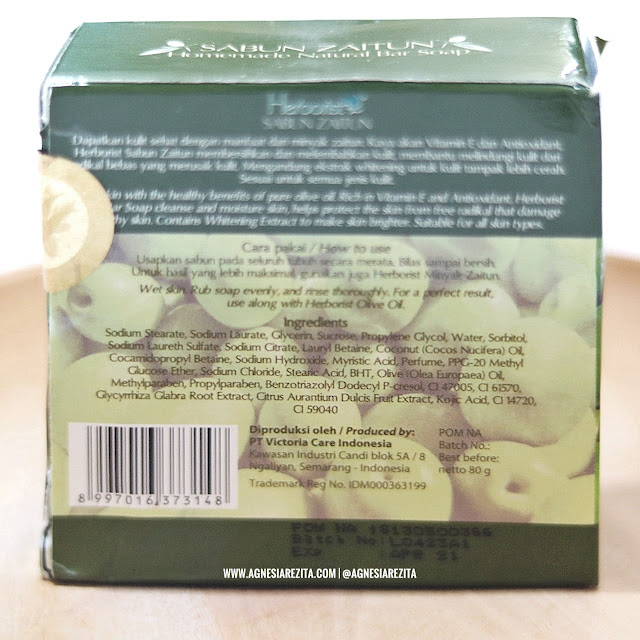 SABUN ZAITUN
Homemade Natural Bar Soap
Herborist
SABUN ZAITUN
Dapatkan kulit sehat dengan manfaat dari minyak zaitun. Kaya akan Vitamin E dan Antioxidant.
Herborist Sabun Zaitun membersihkan dan melembabkan kulit, membantu melindungi kulit dari
radikal bebas yang merusak kulit. Mengandung ekstrak whitening untuk kulit tampak lebih cerah.
Sesuai untuk semua jenis kulit.
skin with the healthy benefits of pure olive oil. Rich in Vitamin E and Antioxidant, Herborist
Bar Soap cleanse and moisture skin, helps protect the skin from free radikal that damage
healthy skin. Contains Whitening Extract to make skin brighter. Suitable for all skin types.
Cara pakai / How to use
Usapkan sabun pada seluruh tubuh secara merata. Bilas sampai bersih.
Untuk hasil yang lebih maksimal, gunakan juga Herborist Minyak Zaitun.
Wet skin. Rub soap evenly, and rinse thoroughly. For a perfect result,
use along with Herborist Olive Oil.
Ingredients
Sodium Stearate, Sodium Laurate, Glycerin, Sucrose, Propylene Glycol, Water, Sorbitol,
Sodium Laureth Sulfate, Sodium Citrate, Lauryl Betaine, Coconut (Cocos Nucifera) Oil,
Cocamidopropyl Betaine, Sodium Hydroxide, Myristic Acid, Perfume, PPG-20 Methyl
Glucose Ether, Sodium Chloride, Stearic Acid, BHT, Olive (Olea Europaea) Oil,
Methylparaben, Propylparaben, Benzotriazolyl Dodecyl P-cresol, CI 47005, CI 61570,
Glycyrrhiza Glabra Root Extract, Citrus Aurantium Dulcis Fruit Extract, Kojic Acid, CI 14720,
CI 59040
Diproduksi oleh / Produced by:
PT Victoria Care Indonesia
Kawasan Industri Candi blok 5A / 8
Ngaliyan, Semarang - Indonesia
Trademark Reg No. IDM000363199
POM NA
Batch No.:
Best before:
netto 80 g
8 997016 373148
POM NA 18130500356
Batch No: LO423A1
EXP APR 21
WWW.AGNESIAREZITA.COM | @AGNESIAREZITA